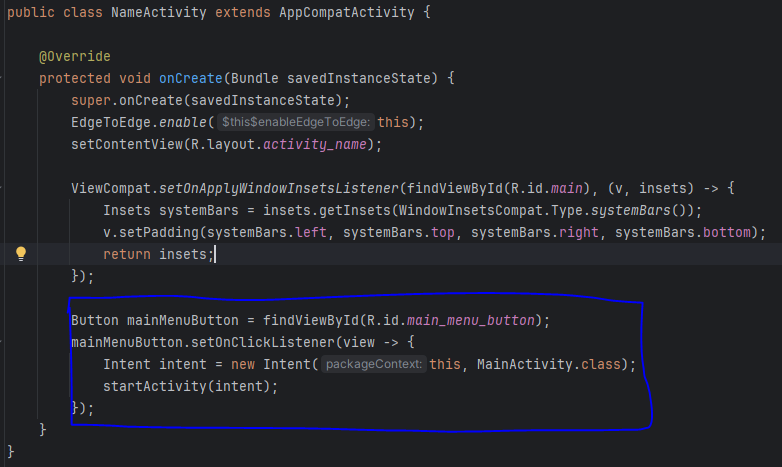 public class NameActivity extends AppCompatActivity {
@Override
protected void onCreate(Bundle savedInstanceState) {
super.onCreate(savedInstanceState);
EdgeToEdge.enable( $this$enableEdgeToEdge: this);
setContentView(R.layout.activity_name);
ViewCompat.setOnApplyWindowInsetsListener(findViewById(R.id.main), (v, insets) -> {
Insets systemBars = insets.getInsets(WindowInsetsCompat.Type.systemBars());
v.setPadding(systemBars.left, systemBars.top, systemBars.right, systemBars.bottom);
return insets;
});
Button mainMenuButton = findViewById(R.id.main_menu_button);
mainMenuButton.setOnClickListener(view -> {
Intent intent = new Intent( packageContext: this, MainActivity.class);
startActivity(intent);
});
}
}